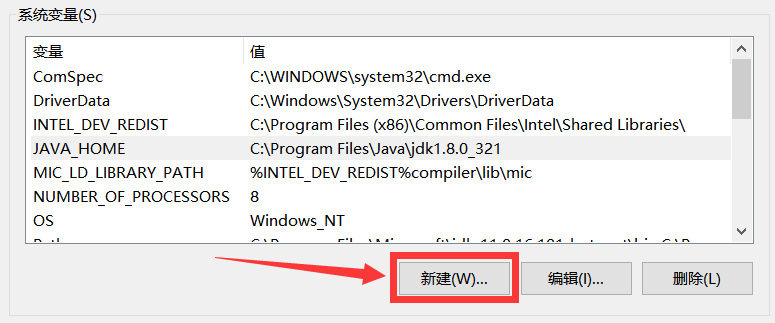 系统变量(S)
变量 值
ComSpec C:\WINDOWS\system32\cmd.exe
DriverData C:\Windows\System32\Drivers\DriverData
INTEL_DEV_REDIST C:\Program Files (x86)\Common Files\Intel\Shared Libraries\
JAVA_HOME C:\Program Files\Java\jdk1.8.0_321
MIC_LD_LIBRARY_PATH %INTEL_DEV_REDIST%compiler\lib\mic
NUMBER_OF_PROCESSORS 8
OS Windows_NT
新建(W)... 编辑(I)... 删除(L)